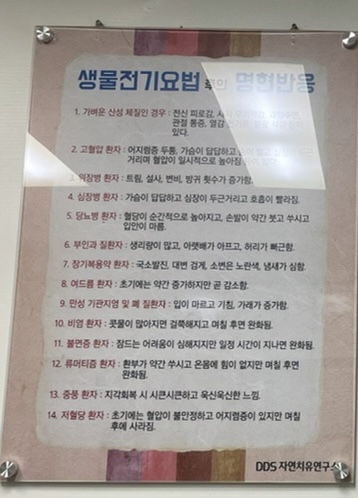 생물전기요법 명현반응
1. 가벼운 산성 체질인 경우 : 전신 피로감,
관절 통증, 열감
있다.
2. 고혈압 환자 : 어지럼증 두통, 가슴이 답답하고
거리며 혈압이 일시적으로 높아짐
3. 위장병 환자 : 트림, 설사, 변비, 방귀 횟수가 증가함
4. 심장병 환자 : 가슴이 답답하고 심장이 두근거리고 호흡이 빨라짐.
5. 당뇨병 환자 : 혈당이 순간적으로 높아지고, 손발이 약간 붓고 쑤시고
입안이 마름.
6. 부인과 질환자 : 생리량이 많고, 아랫배가 아프고, 허리가 뻐근함.
7. 장기복용약 환자 : 국소발진, 대변 검게, 소변은 노란색, 냄새가 심함.
8. 여드름 환자 : 초기에는 약간 증가하지만 곧 감소함.
9. 만성 기관지염 및 폐 질환자 : 입이 마르고 기침, 가래가 증가함.
10. 비염 환자 : 콧물이 많아지면 걸쭉해지고 며칠 후면 완화됨.
11. 불면증 환자 : 잠드는 어려움이 심해지지만 일정 시간이 지나면 완화됨.
12. 류머티즘 환자 : 환부가 약간 쑤시고 온몸에 힘이 없지만 며칠 후면
완화됨.
13. 중풍 환자 : 지각회복 시 시큰시큰하고 욱신욱신한 느낌.
14. 저혈당 환자 : 초기에는 혈압이 불안정하고 어지럼증이 있지만 며칠
후에 사라짐.
DDS 자연치유연구소